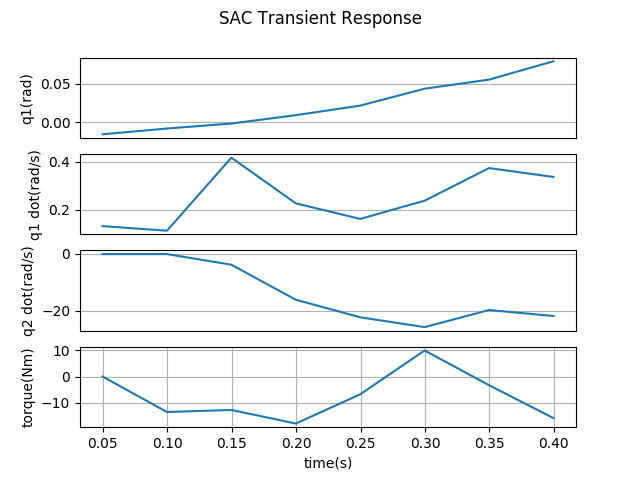 SAC Transient Response
q1(rad)
0.05
0.00
q1 dot(rad/s)
0.4
0.2
q2 dot(rad/s)
0
−20
torque(Nm)
10
0
−10
0.05 0.10 0.15 0.20 0.25 0.30 0.35 0.40
time(s)